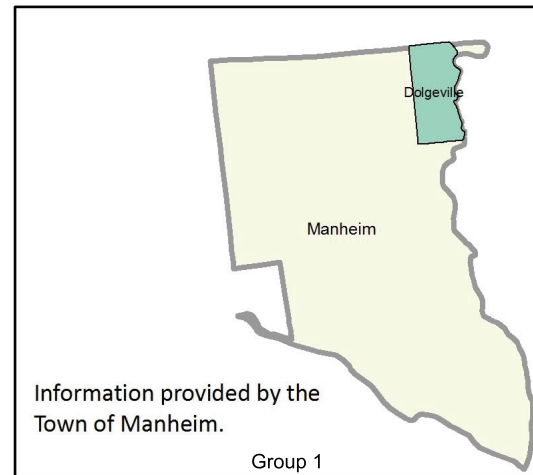 Dolgeville
Manheim
Information provided by the
Town of Manheim.
Group 1